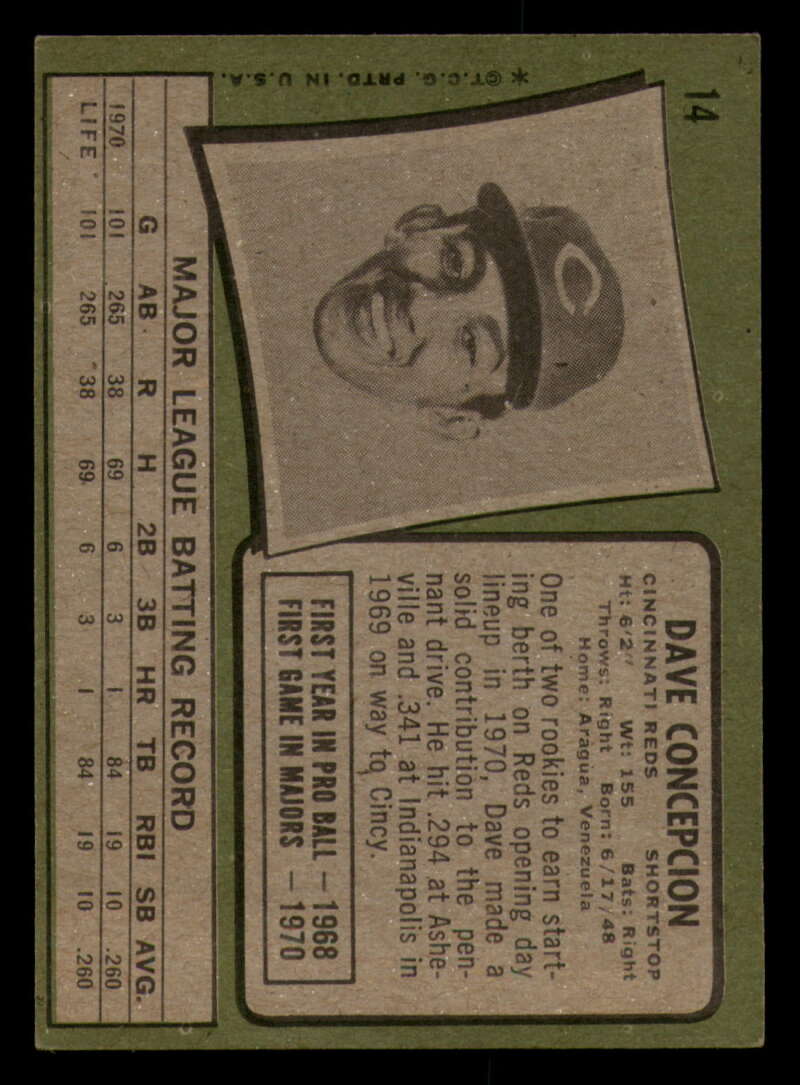 14
DAVE CONCEPCION
CINCINNATI REDS SHORTSTOP
Ht: 6'2" Wt: 155 Bats: Right
Throws: Right Born: 6/17/48
Home: Aragua, Venezuela
One of two rookies to earn start-
ing berth on Reds opening day
lineup in 1970, Dave made a
solid contribution to the pen-
nant drive. He hit .294 at Ashe-
ville and .341 at Indianapolis in
1969 on way to Cincy.
FIRST YEAR IN PRO BALL — 1968
FIRST GAME IN MAJORS — 1970
C
MAJOR LEAGUE BATTING RECORD
G AB R H 2B 3B HR TB RBI SB AVG.
1970 101 265 38 69 6 3 1 84 19 10 .260
LIFE 101 265 38 69 6 3 1 84 19 10 .260
* ©T.C.G. PRTD. IN U.S.A.